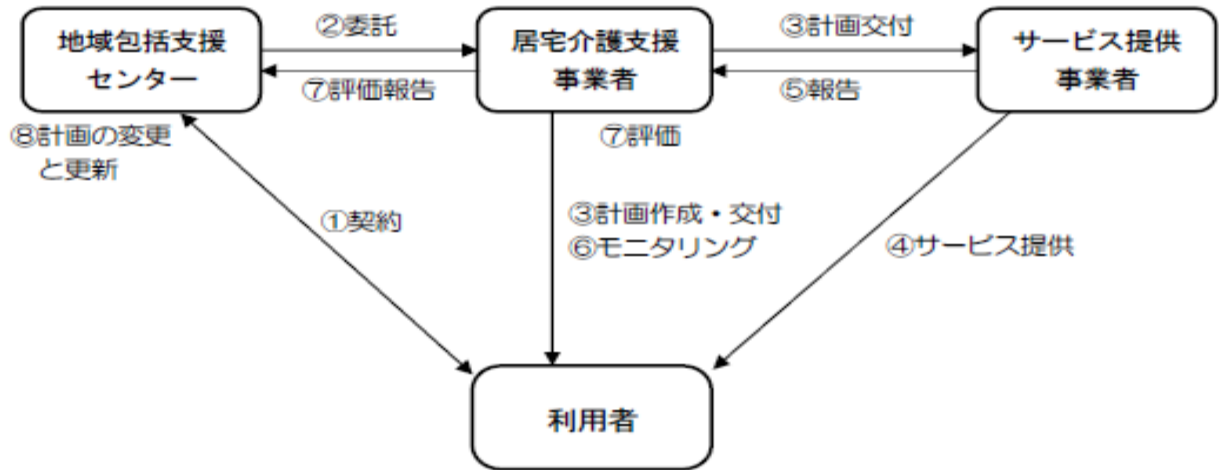 地域包括支援
センター
②委託
⑦評価報告
居宅介護支援
事業者
③計画交付
⑤報告
サービス提供
事業者
⑧計画の変更
と更新
⑦評価
①契約
③計画作成・交付
⑥モニタリング
④サービス提供
利用者